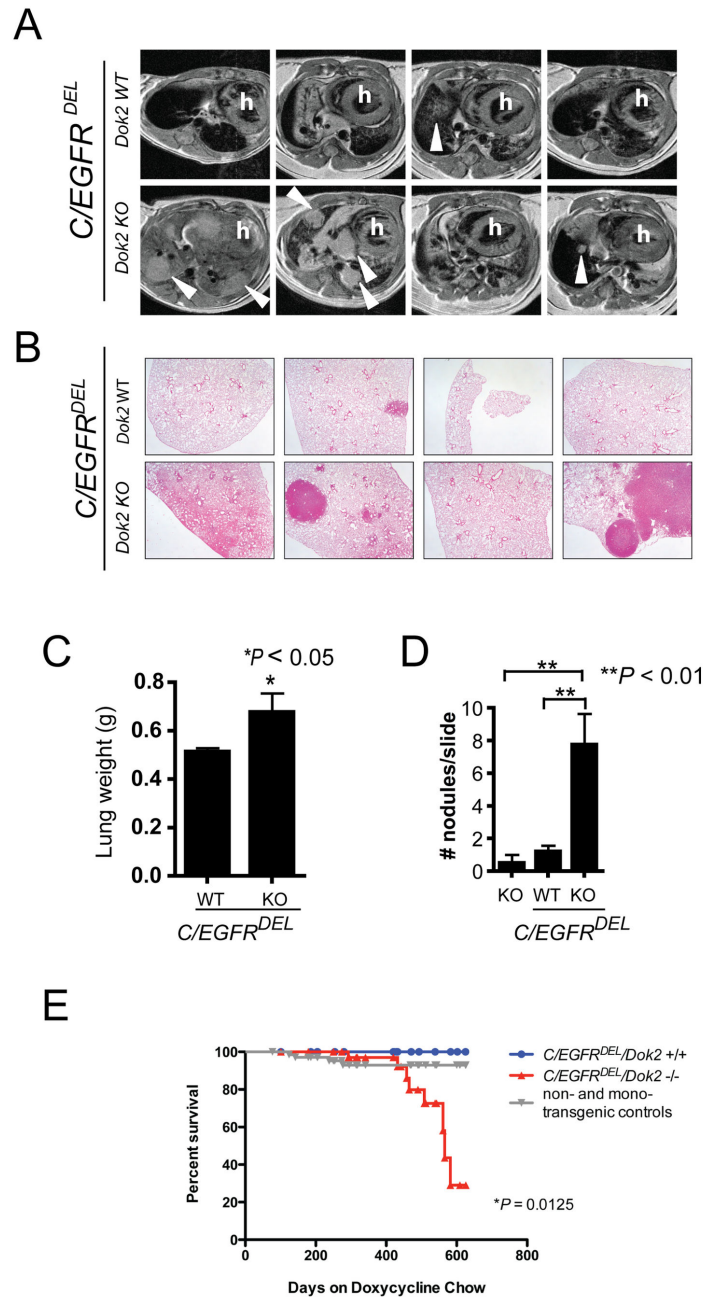 A
C/EGFR^DEL
Dok2 WT
h
h
h
h
Dok2 KO
h
h
h
h
B
C/EGFR^DEL
Dok2 WT
Dok2 KO
C
*P < 0.05
*
Lung weight (g)
0.8
0.6
0.4
0.2
0.0
WT
KO
C/EGFR^DEL
D
**
**P < 0.01
**
# nodules/slide
10
8
6
4
2
0
KO
WT
KO
C/EGFR^DEL
E
Percent survival
100
80
60
40
20
0
0
200
400
600
800
Days on Doxycycline Chow
C/EGFR^DEL/Dok2 +/+
C/EGFR^DEL/Dok2 -/-
non- and mono-
transgenic controls
*P = 0.0125